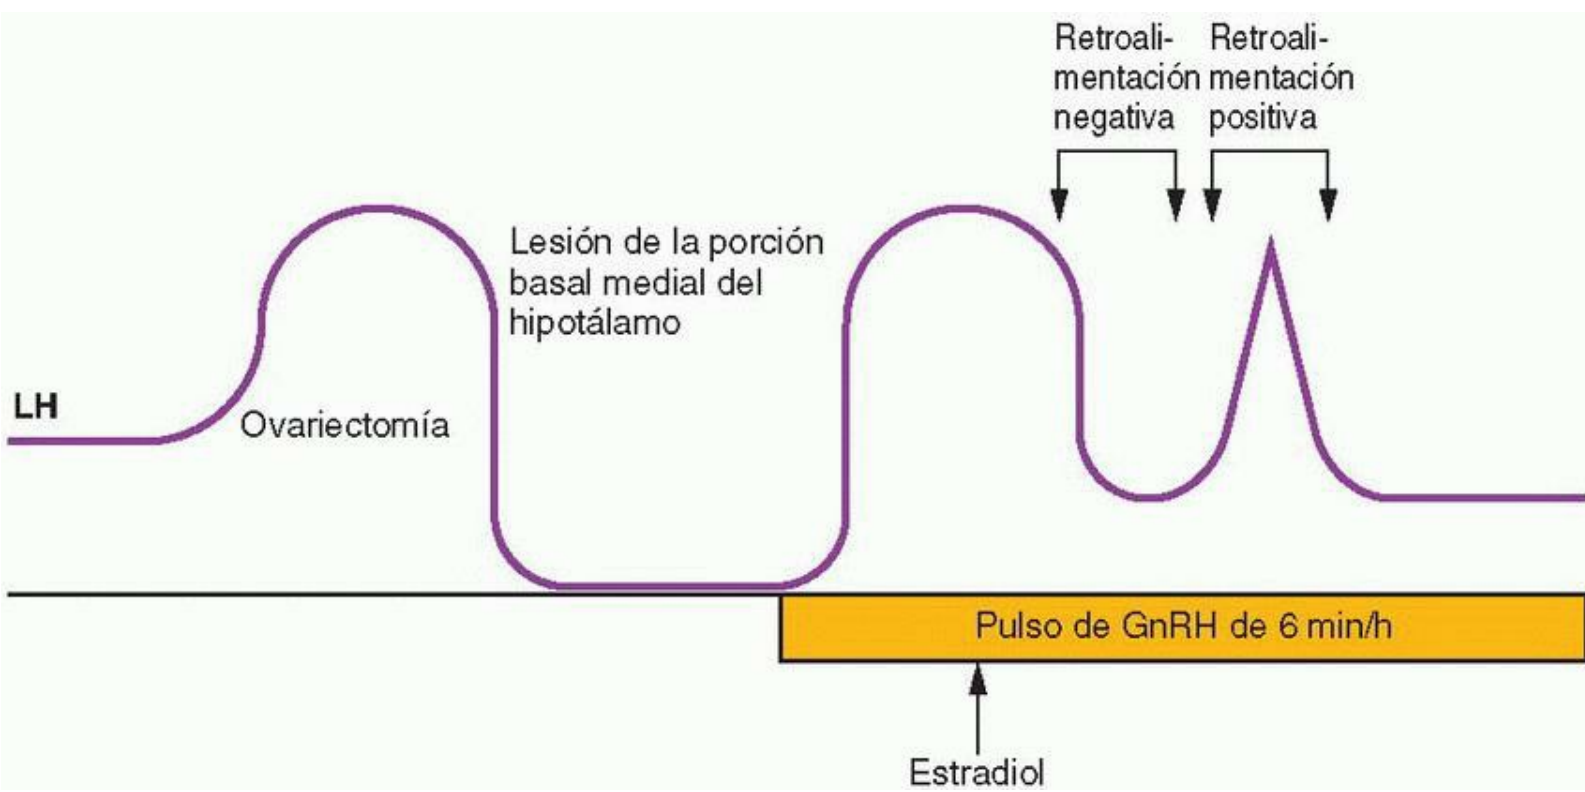 Retroali-
mentación
negativa
Retroali-
mentación
positiva
Lesión de la porción
basal medial del
hipotálamo
LH
Ovariectomía
Pulso de GnRH de 6 min/h
Estradiol